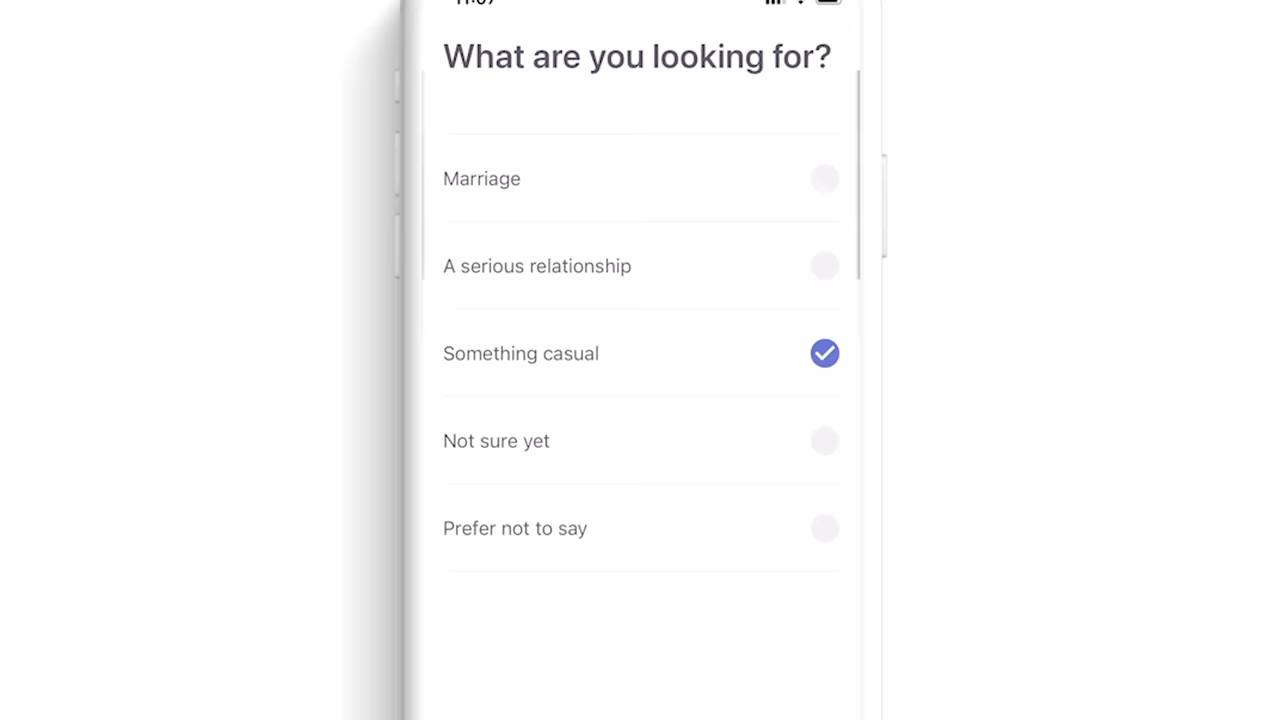 What are you looking for?
Marriage
A serious relationship
Something casual
Not sure yet
Prefer not to say